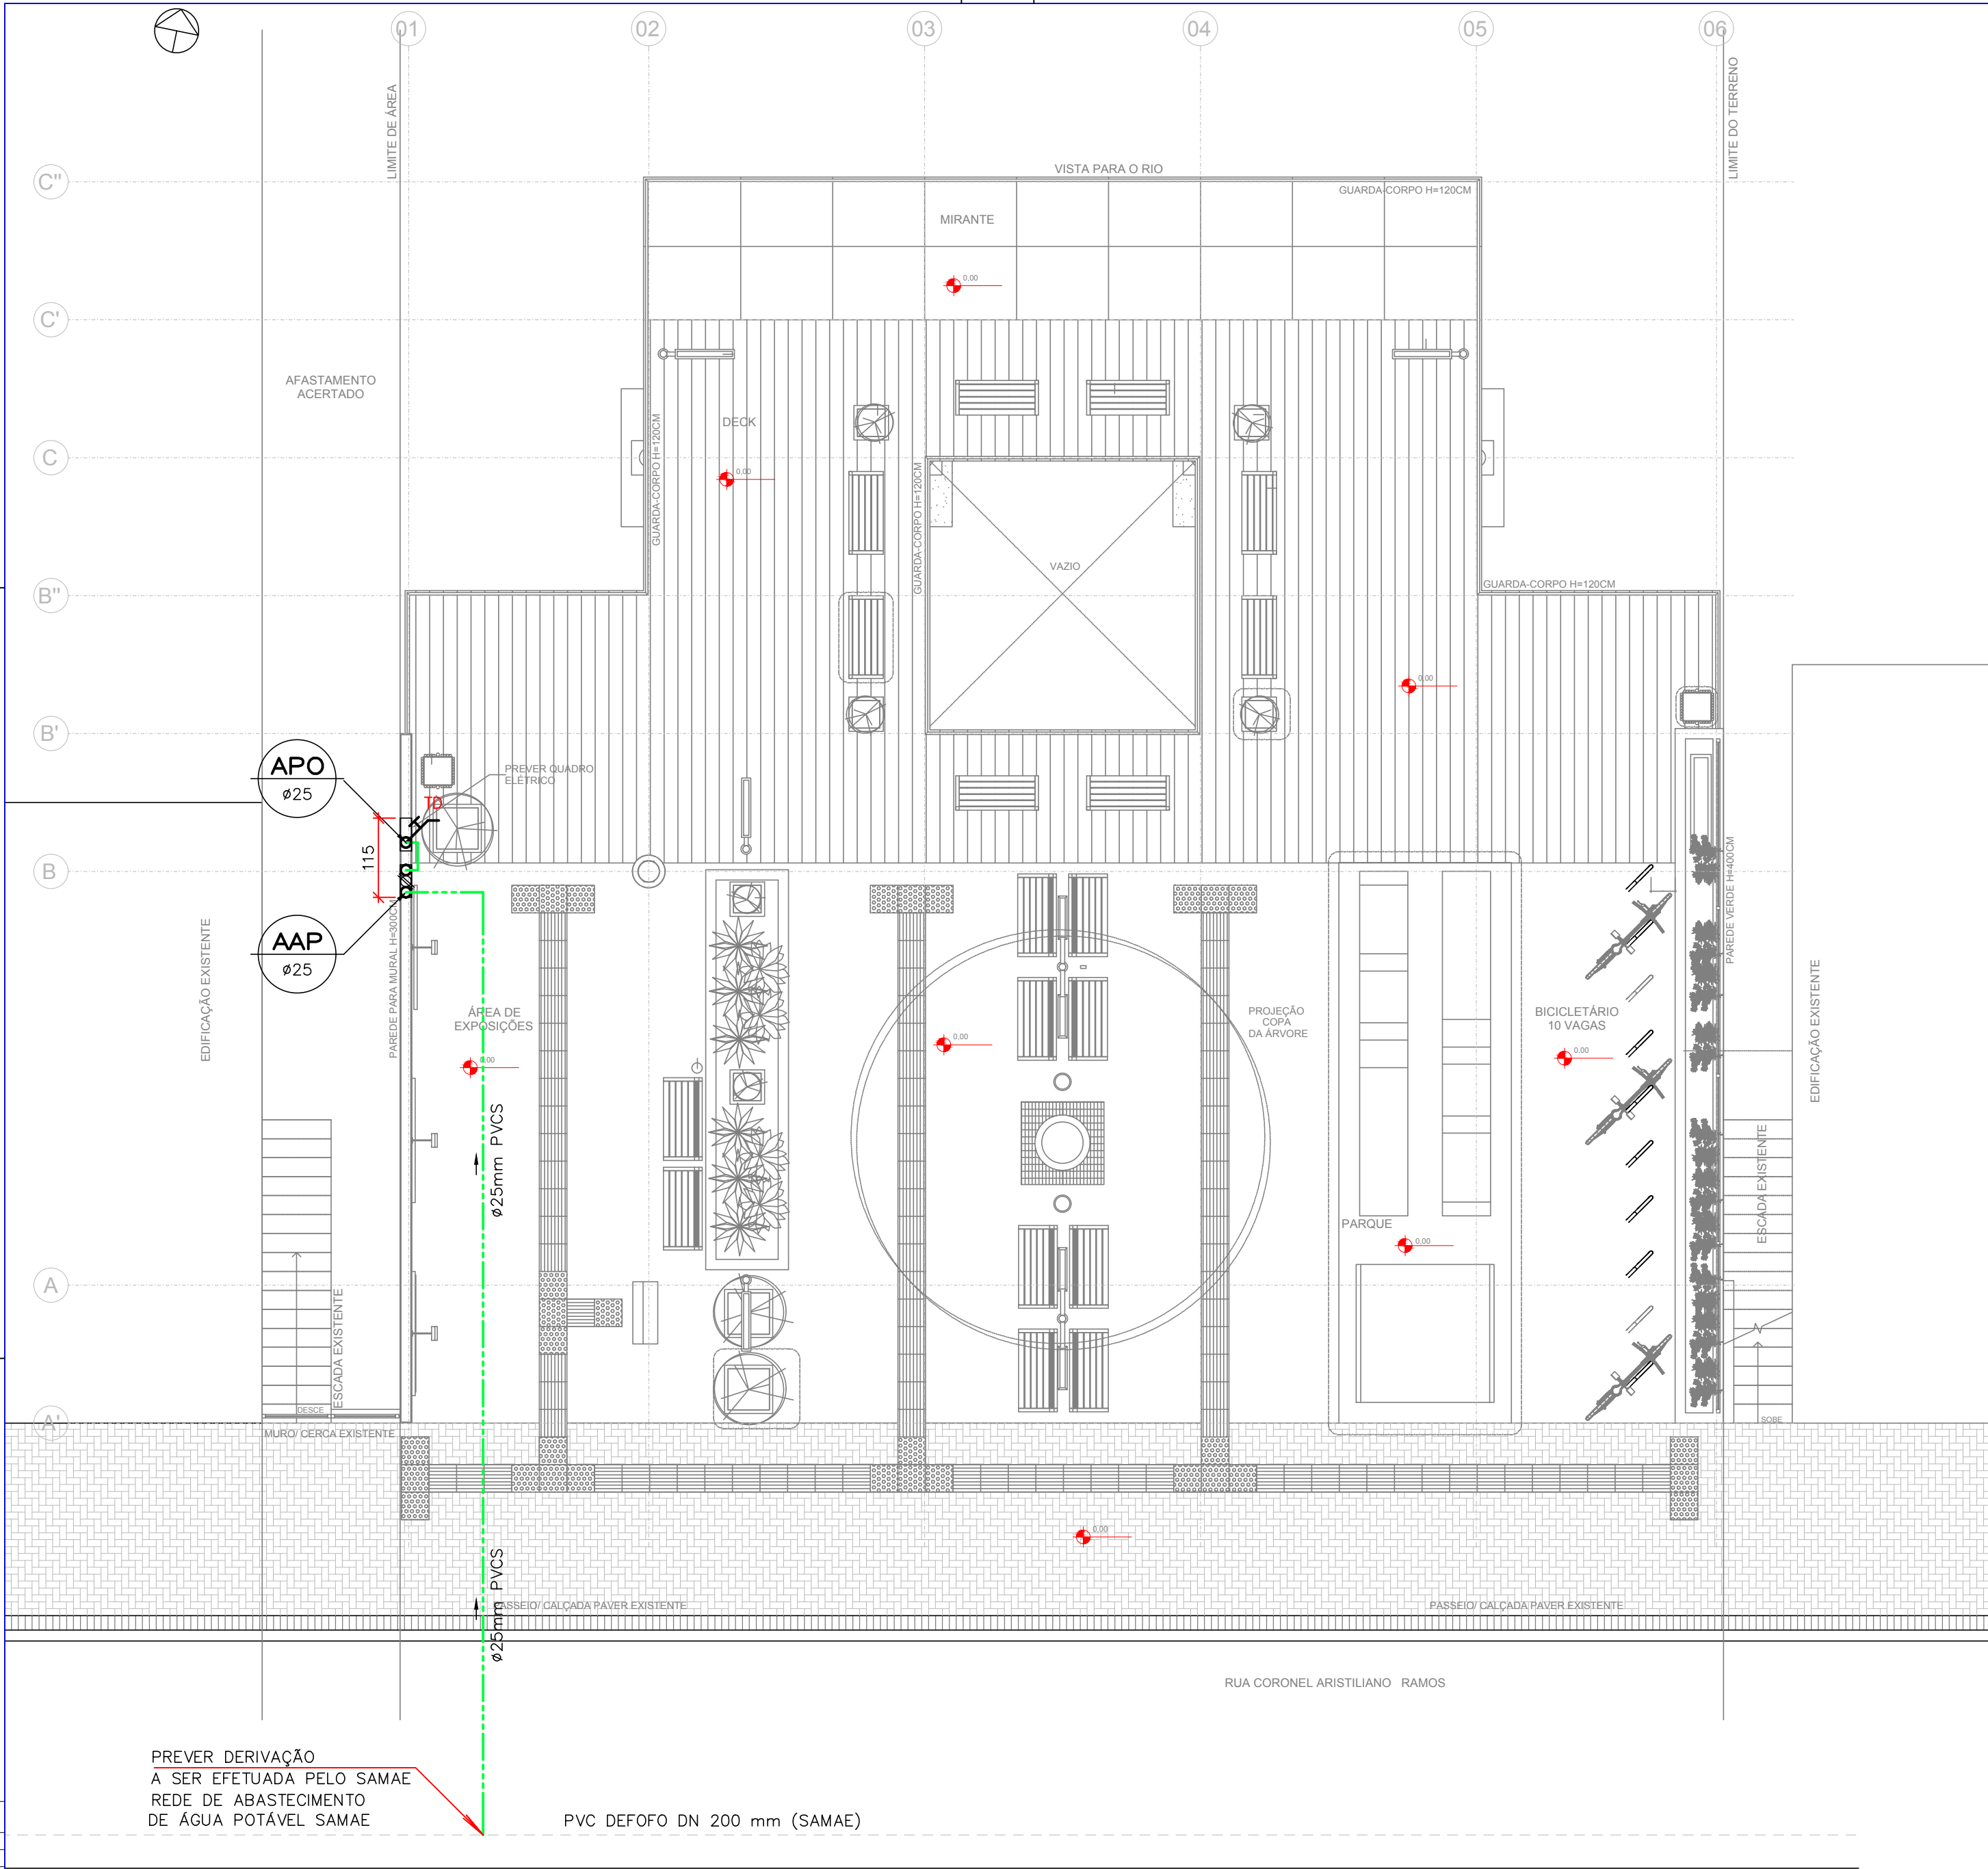 01
02
03
04
05
06
LIMITE DE ÁREA
LIMITE DO TERRENO
C"
VISTA PARA O RIO
GUARDA-CORPO H=120CM
MIRANTE
0,00
C'
AFASTAMENTO
ACERTADO
DECK
GUARDA-CORPO H=120CM
C
0,00
GUARDA-CORPO H=120CM
VAZIO
B"
GUARDA-CORPO H=120CM
0,00
B'
APO
ø25
PREVER QUADRO
ELÉTRICO
TD
115
B
AAP
ø25
PAREDE PARA MURAL H=300CM
PAREDE VERDE H=400CM
EDIFICAÇÃO EXISTENTE
EDIFICAÇÃO EXISTENTE
ÁREA DE
EXPOSIÇÕES
0,00
0,00
PROJEÇÃO
COPA
DA ÁRVORE
BICICLETÁRIO
10 VAGAS
0,00
ø25mm PVCS
PARQUE
0,00
ESCADA EXISTENTE
A
ESCADA EXISTENTE
DESCE
SOBE
A'
MURO/ CERCA EXISTENTE
0,00
ø25mm PVCS
PASSEIO/ CALÇADA PAVER EXISTENTE
PASSEIO/ CALÇADA PAVER EXISTENTE
RUA CORONEL ARISTILIANO RAMOS
PREVER DERIVAÇÃO
A SER EFETUADA PELO SAMAE
REDE DE ABASTECIMENTO
DE ÁGUA POTÁVEL SAMAE
PVC DEFOFO DN 200 mm (SAMAE)